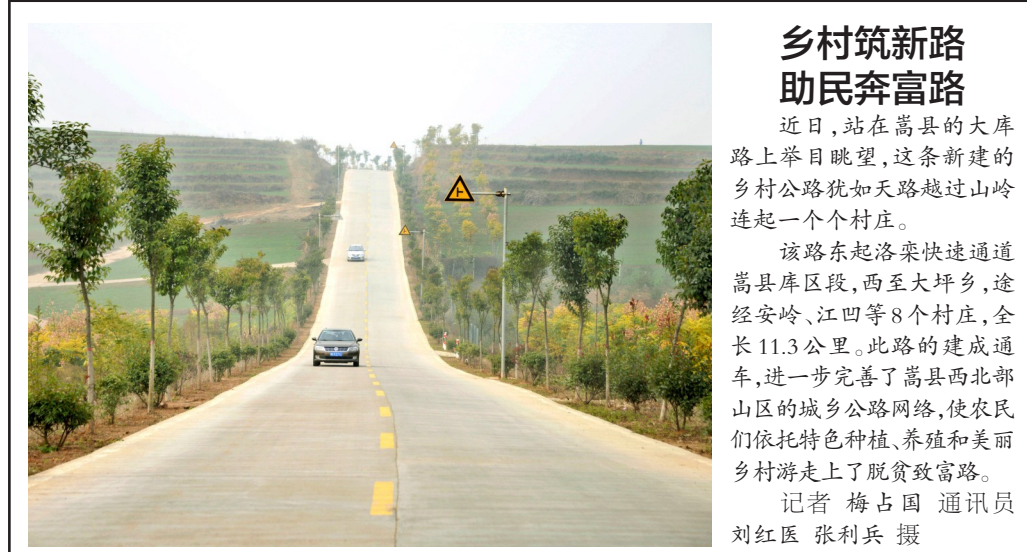 乡村筑新路
助民奔富路
近日，站在嵩县的大库
路上举目眺望，这条新建的
乡村公路犹如天路越过山岭
连起一个个村庄。
该路东起洛栾快速通道
嵩县库区段，西至大坪乡，途
经安岭、江凹等8个村庄，全
长11.3公里。此路的建成通
车，进一步完善了嵩县西北部
山区的城乡公路网络，使农民
们依托特色种植、养殖和美丽
乡村游走上了脱贫致富路。
记者 梅占国 通讯员
刘红医 张利兵 摄